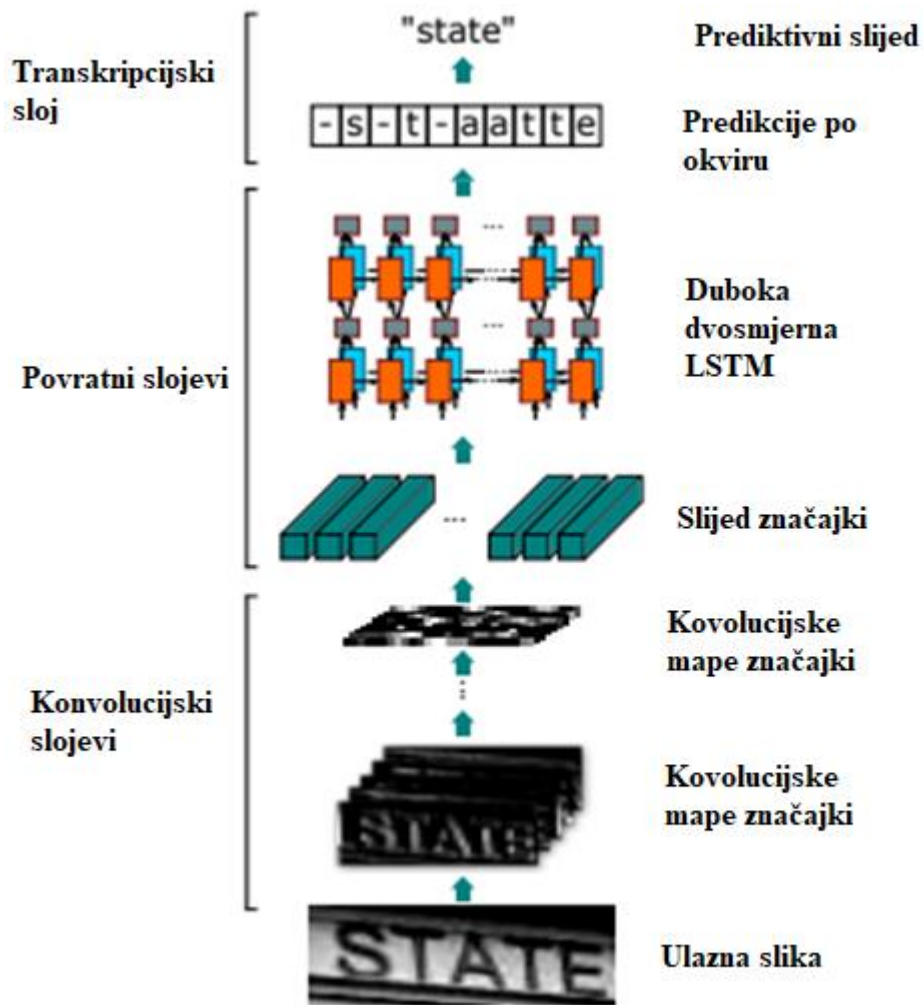 "state"
Prediktivni slijed
Transkripcijski
sloj
-s-t-aatte
Predikcije po
okviru
Duboka
dvosmjerna
LSTM
Povratni slojevi
...
Slijed značajki
Kovolucijske
mape značajki
Konvolucijski
slojevi
STATE
Kovolucijske
mape značajki
STATE
Ulazna slika